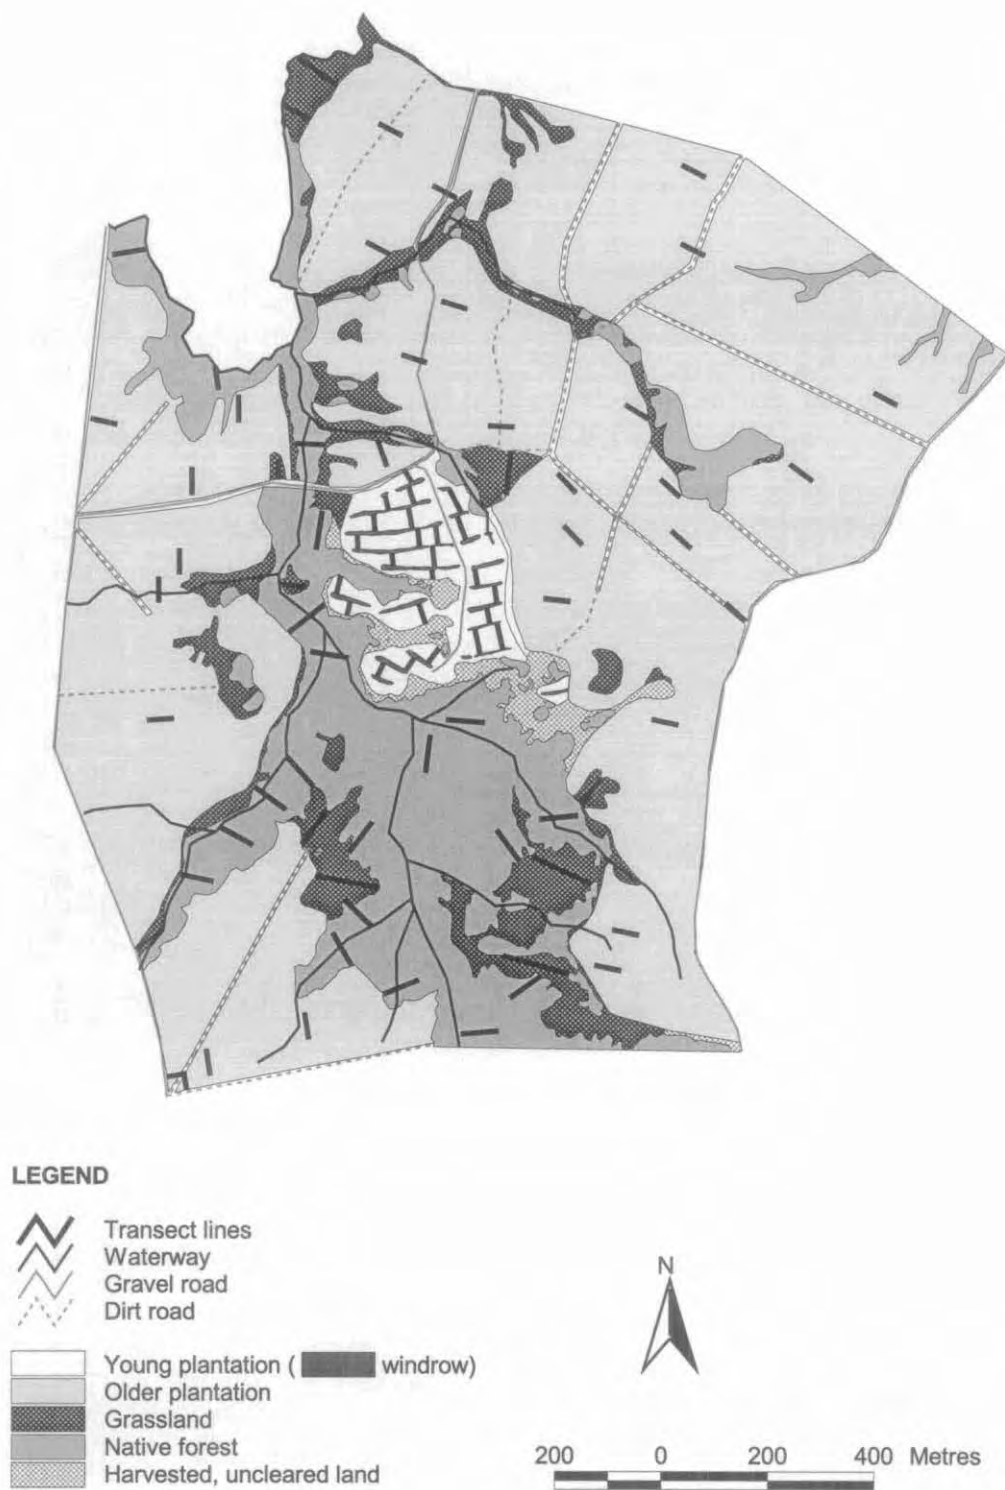 LEGEND
Transect lines
Waterway
Gravel road
Dirt road
Young plantation ( windrow)
Older plantation
Grassland
Native forest
Harvested, uncleared land
N
200 0 200 400 Metres